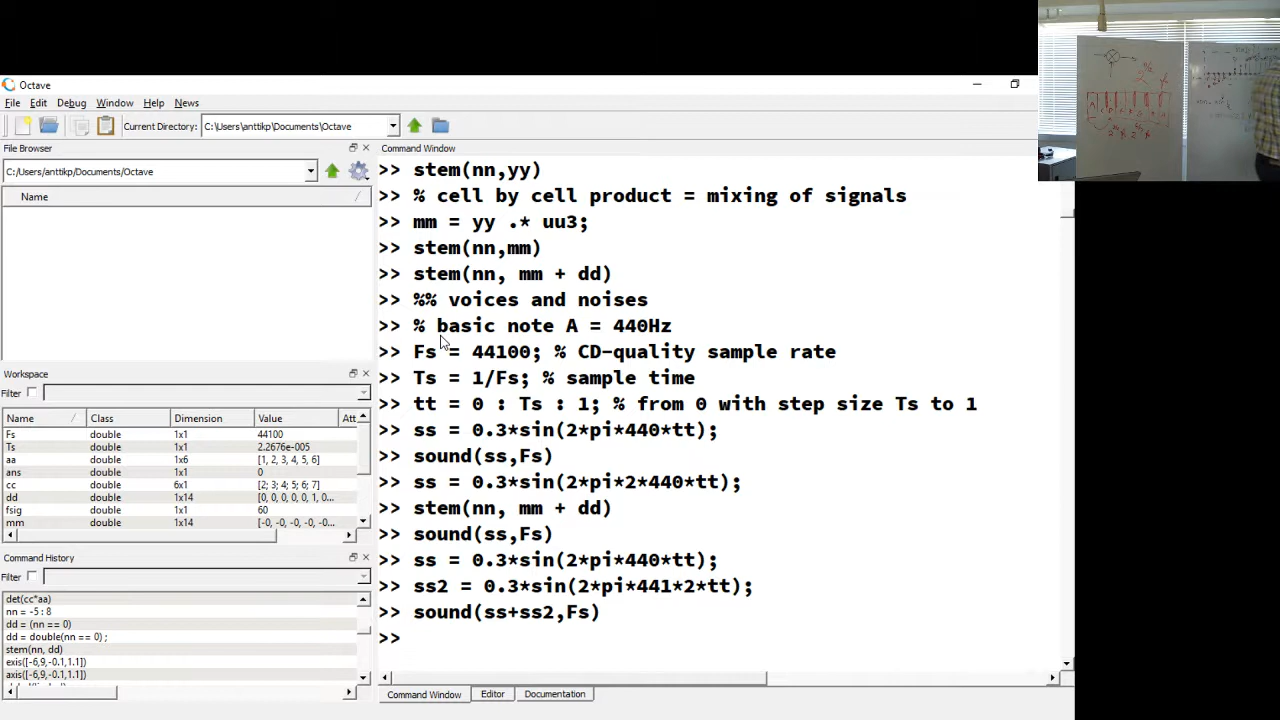 Octave
File Edit Debug Window Help News
Current Directory: C:\Users\anttikp\Documents\Octave
File Browser
Command Window
C:/Users/anttikp/Documents/Octave
Name
Workspace
Filter
Name Class Dimension Value Att
Fs double 1x1 44100
Ts double 1x1 2.2676e-005
aa double 1x6 [1, 2, 3, 4, 5, 6]
ans double 1x1 0
cc double 6x1 [2; 3; 4; 5; 6; 7]
dd double 1x14 [0, 0, 0, 0, 0, 1, 0...
fsig double 1x1 60
mm double 1x14 [-0, -0, -0, -0, -0...
Command History
Filter
det(cc*aa)
nn = -5 : 8
dd = (nn == 0)
dd = double(nn == 0) ;
stem(nn, dd)
exis([-6,9,-0.1,1.1])
axis([-6,9,-0.1,1.1])
>> stem(nn,yy)
>> % cell by cell product = mixing of signals
>> mm = yy .* uu3;
>> stem(nn,mm)
>> stem(nn, mm + dd)
>> %% voices and noises
>> % basic note A = 440Hz
>> Fs = 44100; % CD-quality sample rate
>> Ts = 1/Fs; % sample time
>> tt = 0 : Ts : 1; % from 0 with step size Ts to 1
>> ss = 0.3*sin(2*pi*440*tt);
>> sound(ss,Fs)
>> ss = 0.3*sin(2*pi*2*440*tt);
>> stem(nn, mm + dd)
>> sound(ss,Fs)
>> ss = 0.3*sin(2*pi*440*tt);
>> ss2 = 0.3*sin(2*pi*441*2*tt);
>> sound(ss+ss2,Fs)
>>
Command Window Editor Documentation